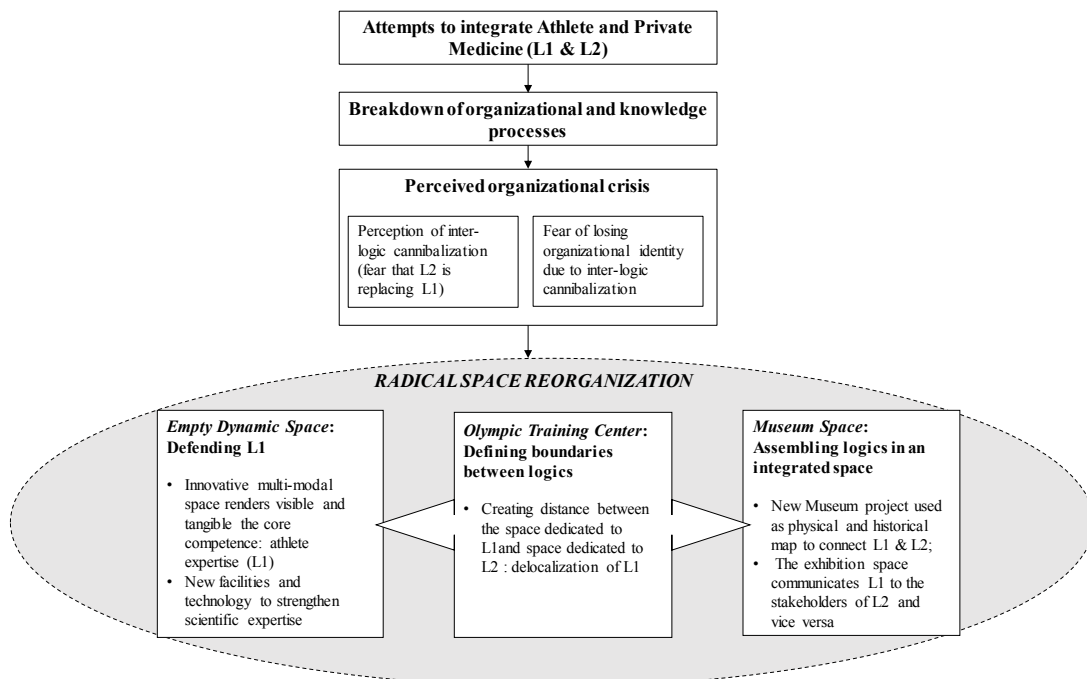 Attempts to integrate Athlete and Private
Medicine (L1 & L2)
Breakdown of organizational and knowledge
processes
Perceived organizational crisis
Perception of inter-
logic cannibalization
(fear that L2 is
replacing L1)
Fear of losing
organizational identity
due to inter-logic
cannibalization
RADICAL SPACE REORGANIZATION
Empty Dynamic Space:
Defending L1
• Innovative multi-modal
space renders visible and
tangible the core
competence: athlete
expertise (L1)
• New facilities and
technology to strengthen
scientific expertise
Olympic Training Center:
Defining boundaries
between logics
• Creating distance between
the space dedicated to
L1and space dedicated to
L2 : delocalization of L1
Museum Space:
Assembling logics in an
integrated space
• New Museum project used
as physical and historical
map to connect L1 & L2;
• The exhibition space
communicates L1 to the
stakeholders of L2 and
vice versa